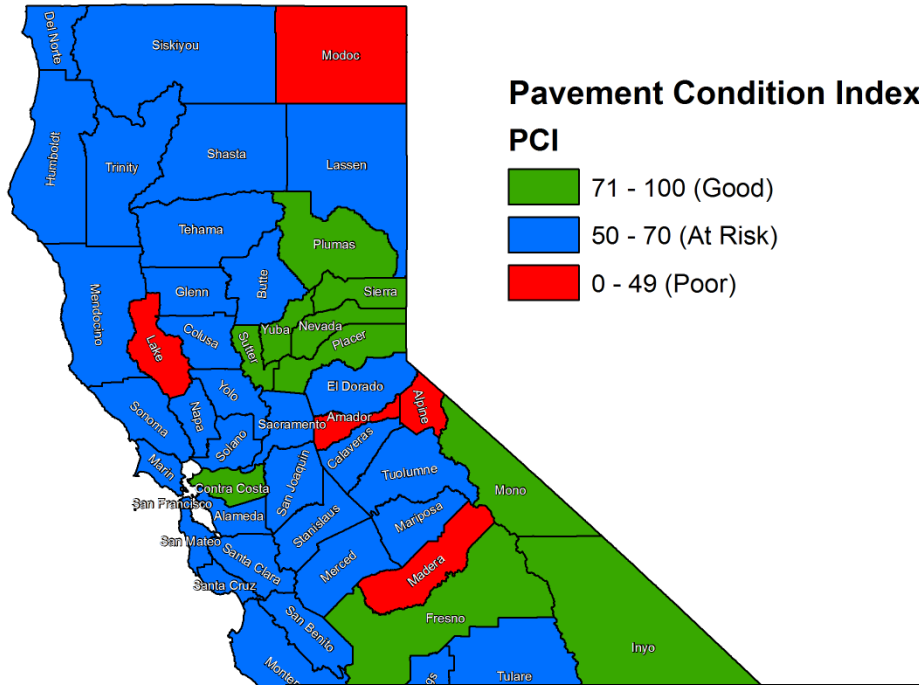 Del Norte
Siskiyou
Modoc
Pavement Condition Index
PCI
71 - 100 (Good)
50 - 70 (At Risk)
0 - 49 (Poor)
Humboldt
Trinity
Shasta
Lassen
Tehama
Plumas
Mendocino
Glenn
Butte
Sierra
Lake
Colusa
Sutter
Yuba
Nevada
Placer
Sonoma
Napa
Yolo
El Dorado
Alpine
Solano
Sacramento
Amador
Marin
Calaveras
Contra Costa
San Joaquin
Tuolumne
Mono
San Francisco
Alameda
Stanislaus
Mariposa
San Mateo
Santa Clara
Merced
Madera
Santa Cruz
San Benito
Fresno
Inyo
Monter
gs
Tulare